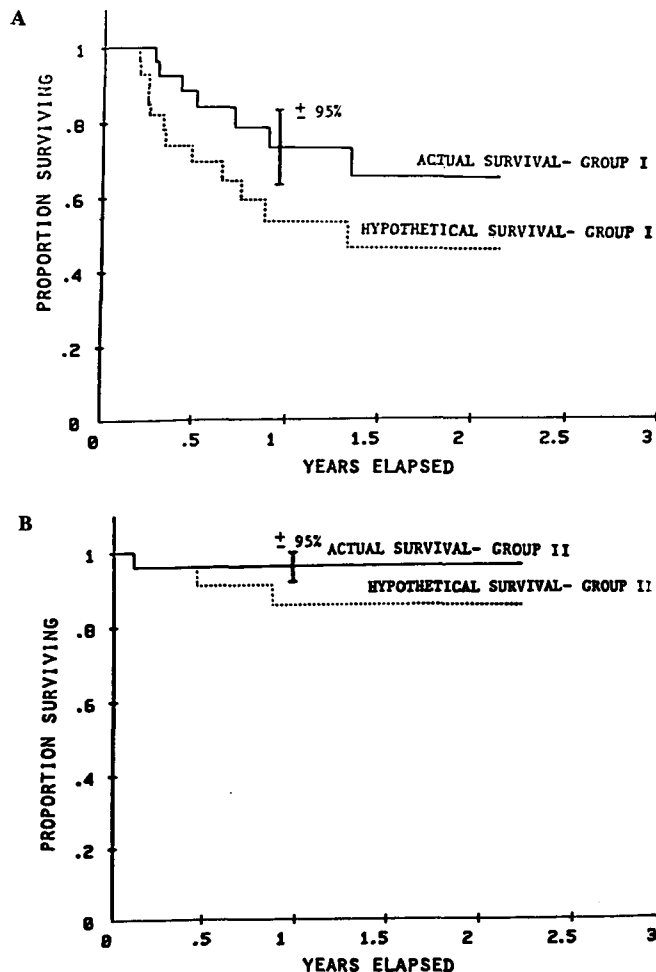 A
PROPORTION SURVIVING
1
.8
.6
.4
.2
0
± 95%
ACTUAL SURVIVAL- GROUP I
HYPOTHETICAL SURVIVAL- GROUP I
0 .5 1 1.5 2 2.5 3
YEARS ELAPSED
B
PROPORTION SURVIVING
1
.8
.6
.4
.2
0
± 95%
ACTUAL SURVIVAL- GROUP II
HYPOTHETICAL SURVIVAL- GROUP II
0 .5 1 1.5 2 2.5 3
YEARS ELAPSED